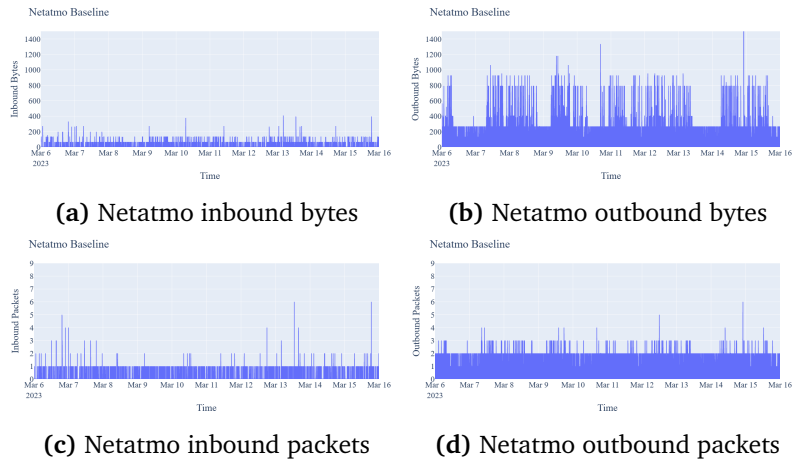 Netatmo Baseline
Inbound Bytes
1400
1200
1000
800
600
400
200
0
Mar 6 Mar 7 Mar 8 Mar 9 Mar 10 Mar 11 Mar 12 Mar 13 Mar 14 Mar 15 Mar 16
2023
Time
(a) Netatmo inbound bytes
Netatmo Baseline
Outbound Bytes
1400
1200
1000
800
600
400
200
0
Mar 6 Mar 7 Mar 8 Mar 9 Mar 10 Mar 11 Mar 12 Mar 13 Mar 14 Mar 15 Mar 16
2023
Time
(b) Netatmo outbound bytes
Netatmo Baseline
Inbound Packets
9
8
7
6
5
4
3
2
1
0
Mar 6 Mar 7 Mar 8 Mar 9 Mar 10 Mar 11 Mar 12 Mar 13 Mar 14 Mar 15 Mar 16
2023
Time
(c) Netatmo inbound packets
Netatmo Baseline
Outbound Packets
9
8
7
6
5
4
3
2
1
0
Mar 6 Mar 7 Mar 8 Mar 9 Mar 10 Mar 11 Mar 12 Mar 13 Mar 14 Mar 15 Mar 16
2023
Time
(d) Netatmo outbound packets